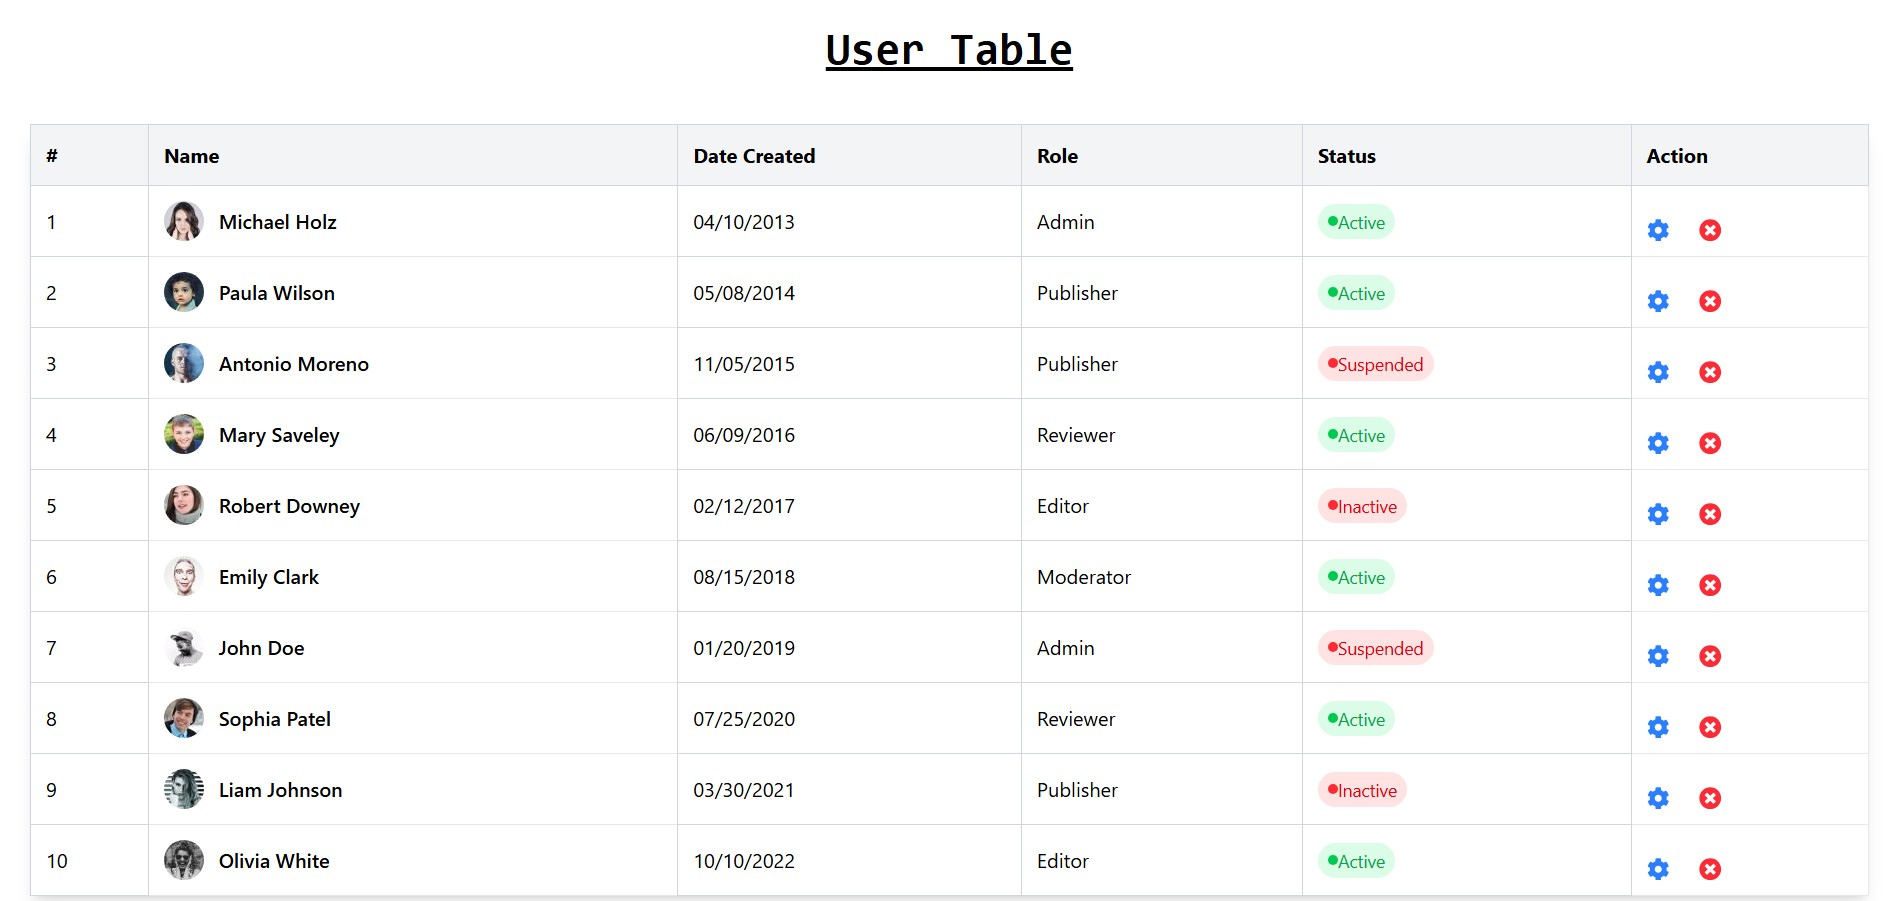 User Table
# Name Date Created Role Status Action
1 Michael Holz 04/10/2013 Admin Active
2 Paula Wilson 05/08/2014 Publisher Active
3 Antonio Moreno 11/05/2015 Publisher Suspended
4 Mary Saveley 06/09/2016 Reviewer Active
5 Robert Downey 02/12/2017 Editor Inactive
6 Emily Clark 08/15/2018 Moderator Active
7 John Doe 01/20/2019 Admin Suspended
8 Sophia Patel 07/25/2020 Reviewer Active
9 Liam Johnson 03/30/2021 Publisher Inactive
10 Olivia White 10/10/2022 Editor Active